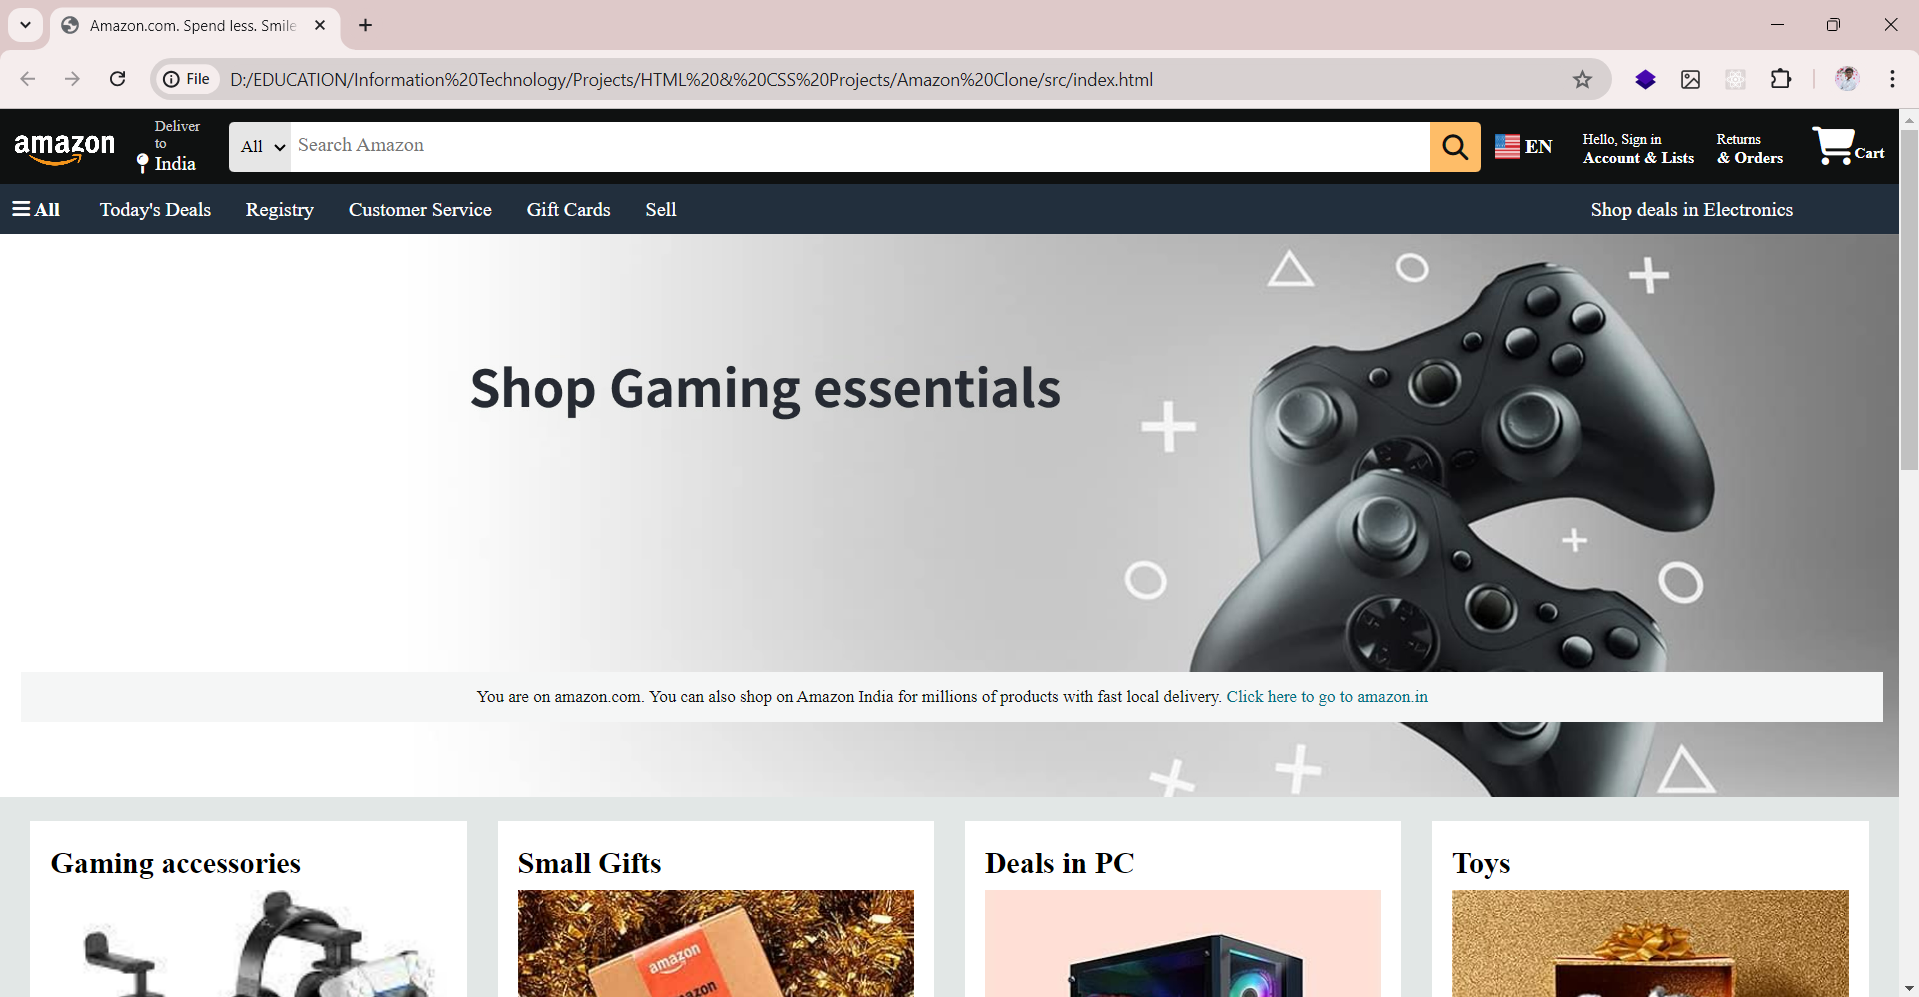 Amazon.com. Spend less. Smile
File
D:/EDUCATION/Information%20Technology/Projects/HTML%20&%20CSS%20Projects/Amazon%20Clone/src/index.html
amazon
Deliver
to
India
All
Search Amazon
EN
Hello, Sign in
Account & Lists
Returns
& Orders
Cart
All
Today's Deals
Registry
Customer Service
Gift Cards
Sell
Shop deals in Electronics
Shop Gaming essentials
You are on amazon.com. You can also shop on Amazon India for millions of products with fast local delivery. Click here to go to amazon.in
Gaming accessories
Small Gifts
Deals in PC
Toys
amazon
azon